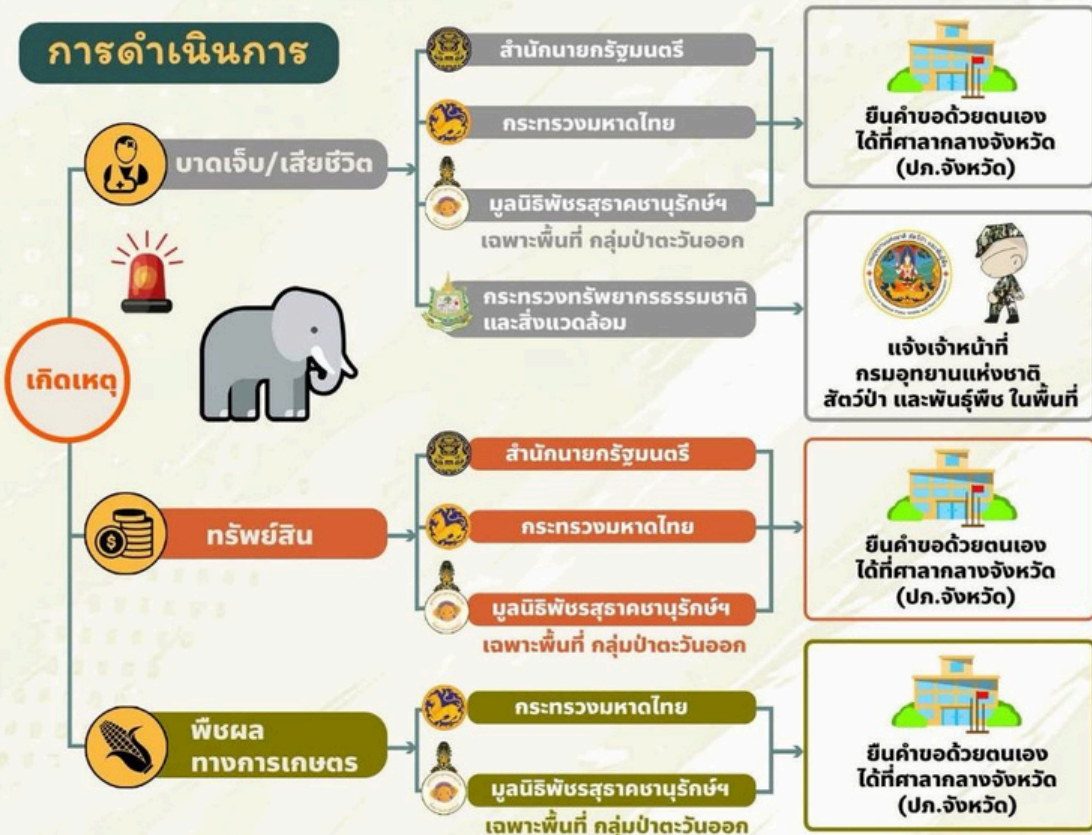 การดำเนินการ
เกิดเหตุ
บาดเจ็บ/เสียชีวิต
สำนักนายกรัฐมนตรี
กระทรวงมหาดไทย
มูลนิธิพัชรสุธาคชานุรักษ์ฯ
เฉพาะพื้นที่ กลุ่มป่าตะวันออก
กระทรวงทรัพยากรธรรมชาติ
และสิ่งแวดล้อม
ยืนคำขอด้วยตนเอง
ได้ที่ศาลากลางจังหวัด
(ปภ.จังหวัด)
แจ้งเจ้าหน้าที่
กรมอุทยานแห่งชาติ
สัตว์ป่า และพันธุ์พืช ในพื้นที่
ทรัพย์สิน
สำนักนายกรัฐมนตรี
กระทรวงมหาดไทย
มูลนิธิพัชรสุธาคชานุรักษ์ฯ
เฉพาะพื้นที่ กลุ่มป่าตะวันออก
ยืนคำขอด้วยตนเอง
ได้ที่ศาลากลางจังหวัด
(ปภ.จังหวัด)
พืชผล
ทางการเกษตร
กระทรวงมหาดไทย
มูลนิธิพัชรสุธาคชานุรักษ์ฯ
เฉพาะพื้นที่ กลุ่มป่าตะวันออก
ยืนคำขอด้วยตนเอง
ได้ที่ศาลากลางจังหวัด
(ปภ.จังหวัด)